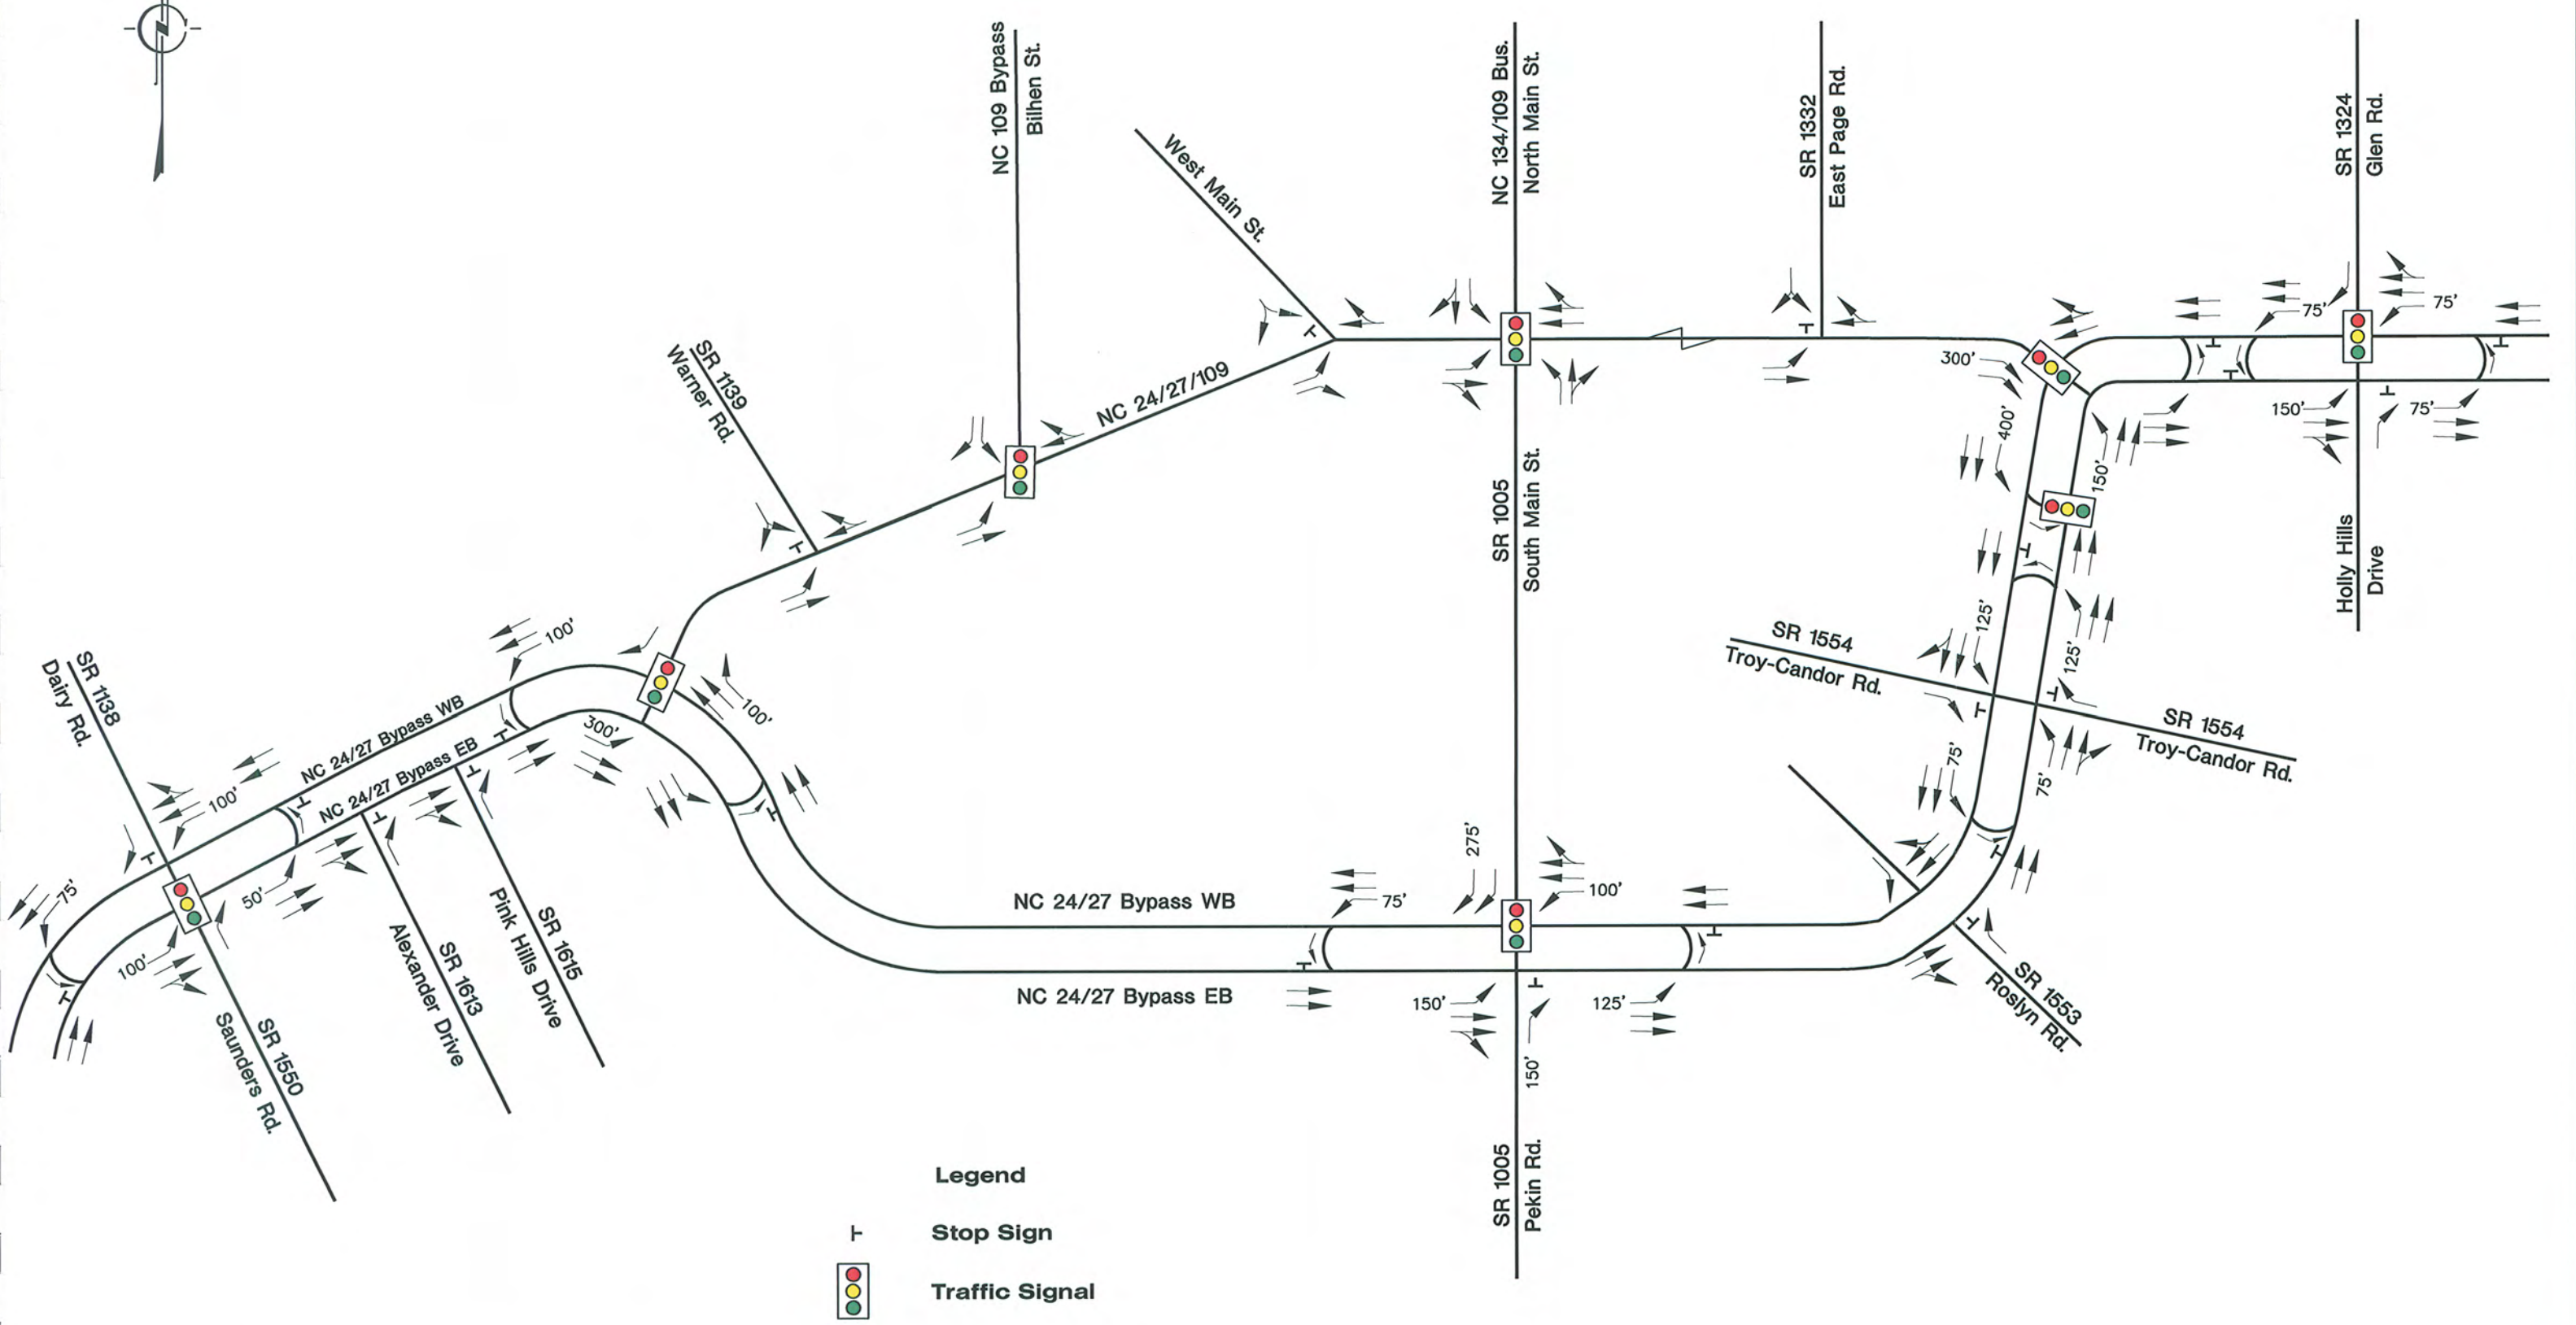 NC 109 Bypass
Bilhen St.
West Main St.
NC 134/109 Bus.
North Main St.
SR 1332
East Page Rd.
SR 1324
Glen Rd.
75'
75'
300'
150'
75'
400'
150'
SR 1139
Warner Rd.
NC 24/27/109
SR 1005
South Main St.
Holly Hills
Drive
125'
125'
SR 1554
Troy-Candor Rd.
SR 1554
Troy-Candor Rd.
75'
75'
100'
100'
300'
SR 1138
Dairy Rd.
NC 24/27 Bypass WB
NC 24/27 Bypass EB
100'
75'
50'
100'
SR 1550
Saunders Rd.
SR 1613
Alexander Drive
SR 1615
Pink Hills Drive
NC 24/27 Bypass WB
NC 24/27 Bypass EB
75'
275'
100'
150'
125'
150'
SR 1553
Roslyn Rd.
SR 1005
Pekin Rd.
Legend
Stop Sign
Traffic Signal